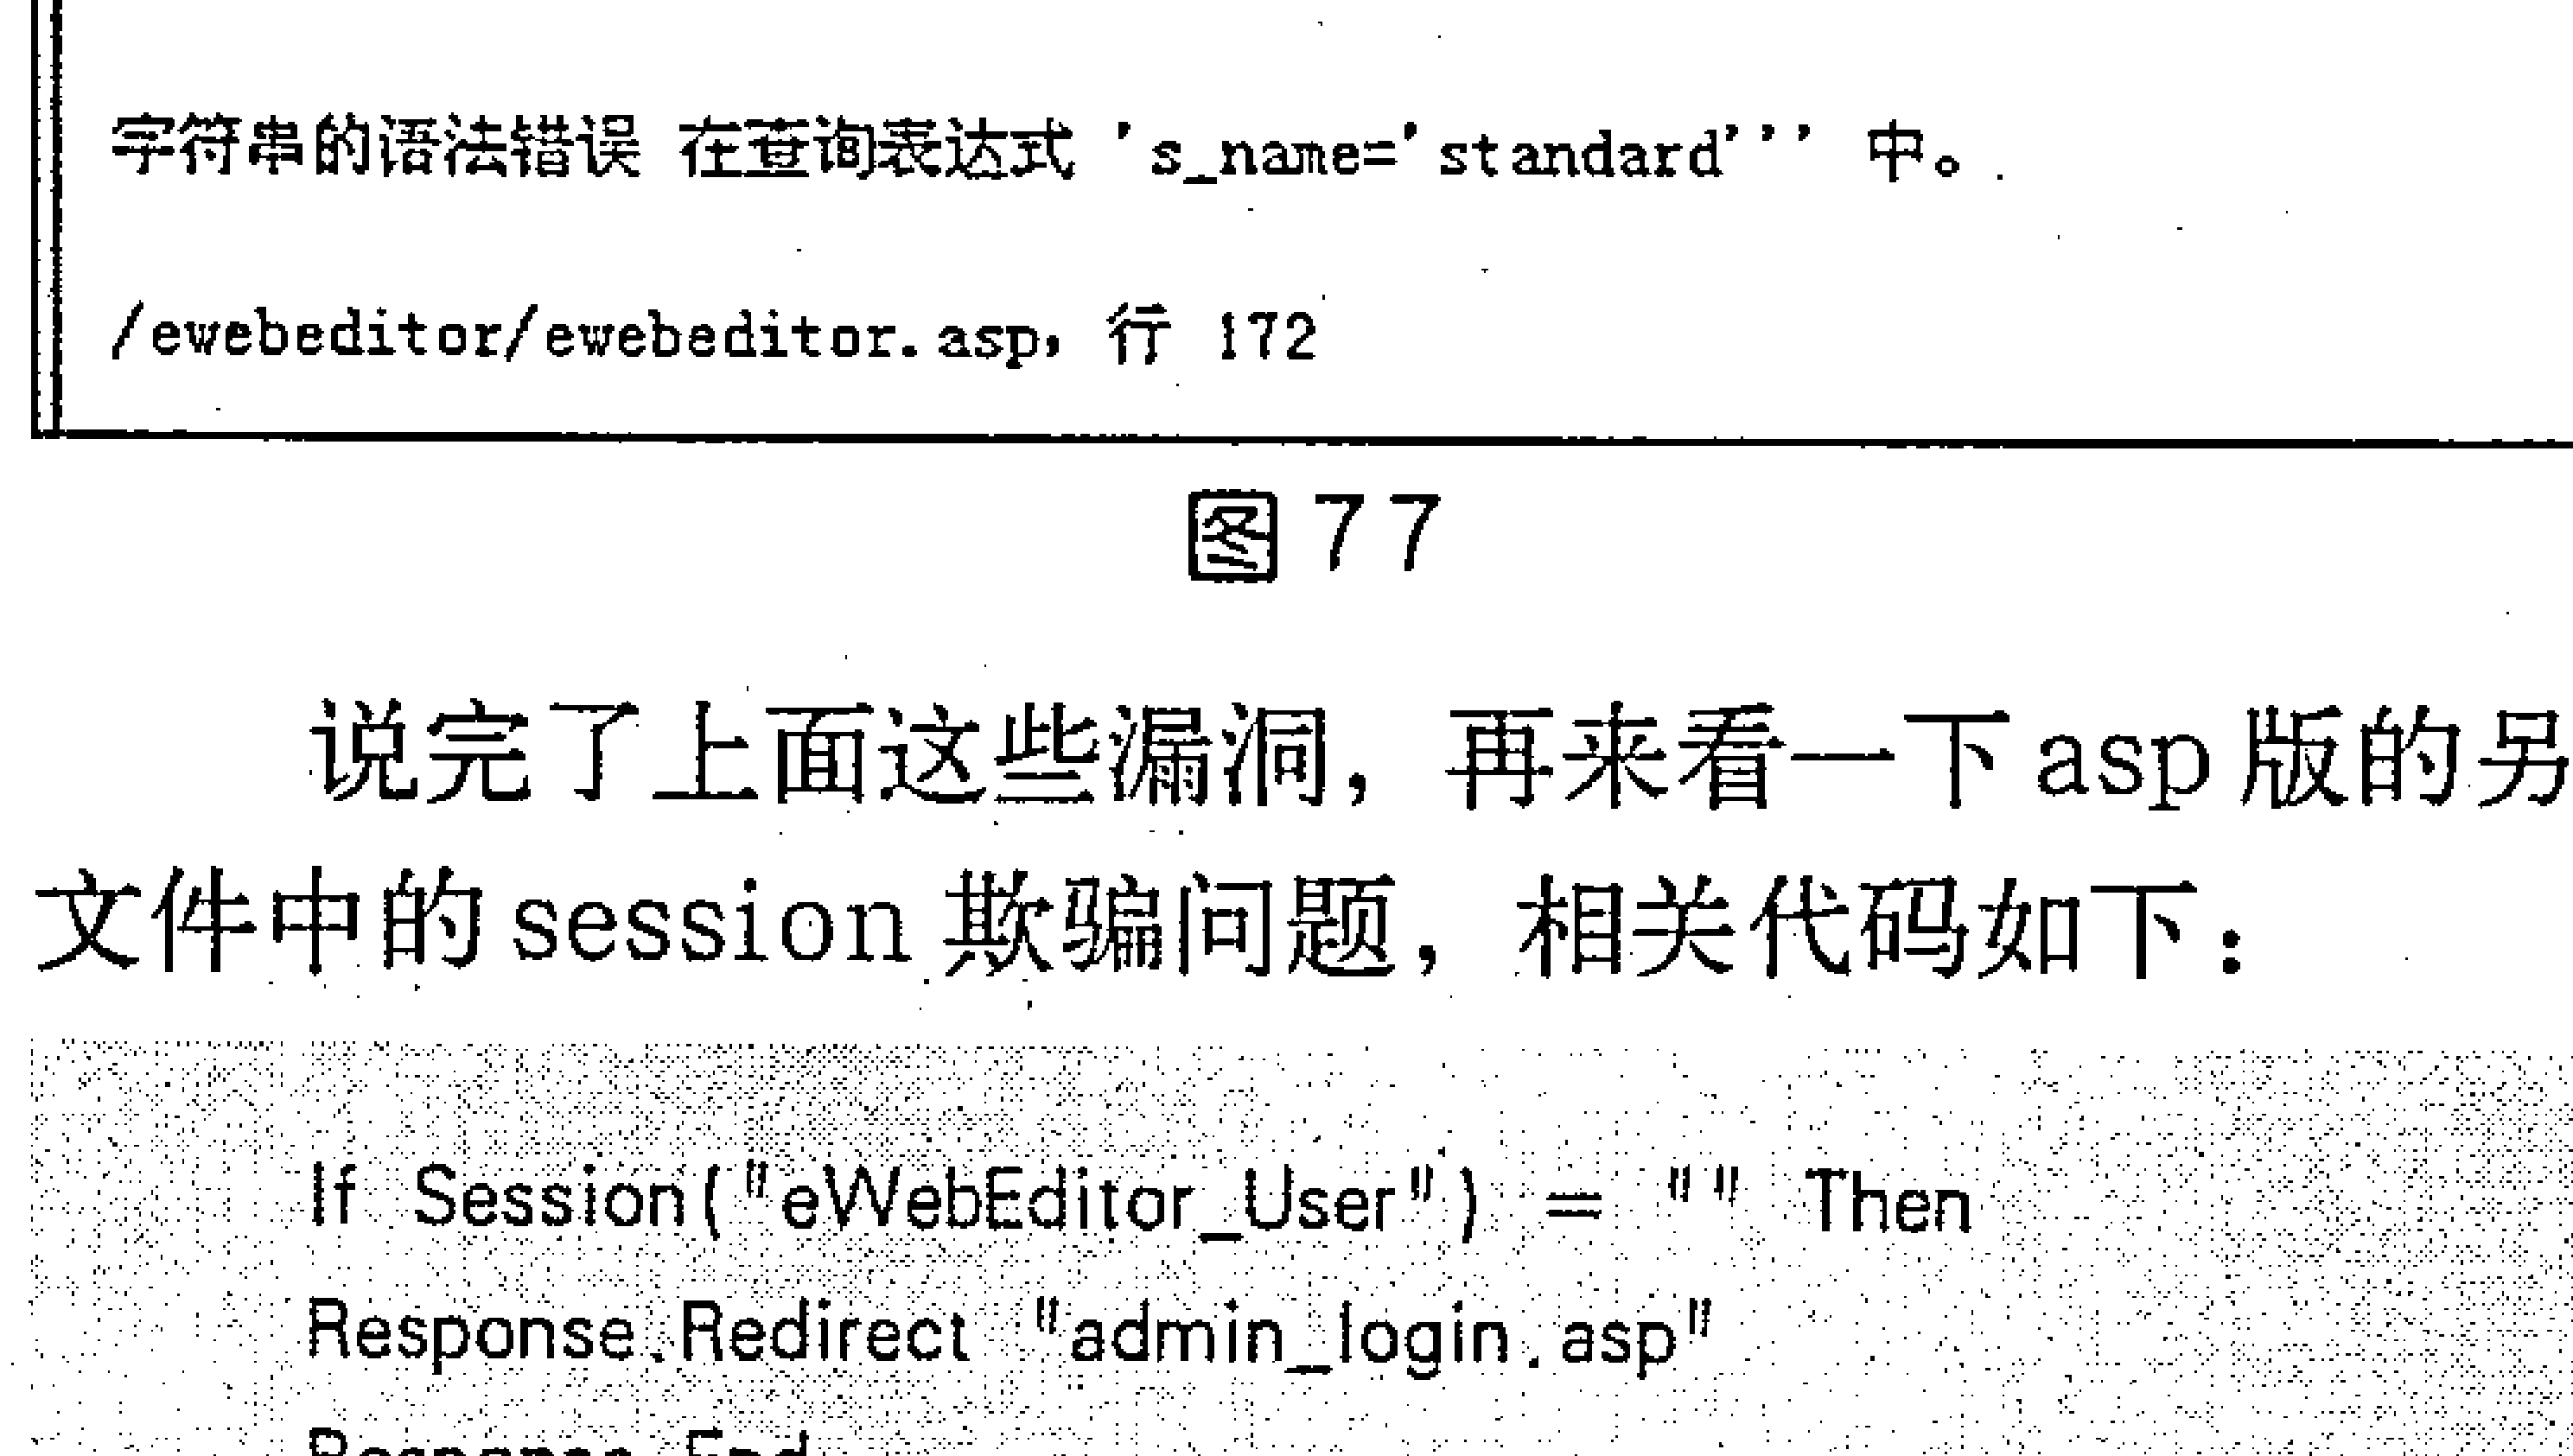 字符串的语法错误 在查询表达式 's_name='standard''' 中。
/ewebeditor/ewebeditor.asp，行 172
图 77
说完了上面这些漏洞，再来看一下 asp 版的另
文件中的 session 欺骗问题，相关代码如下：
If Session("eWebEditor_User") = "" Then
Response.Redirect "admin_login.asp"
Response.End